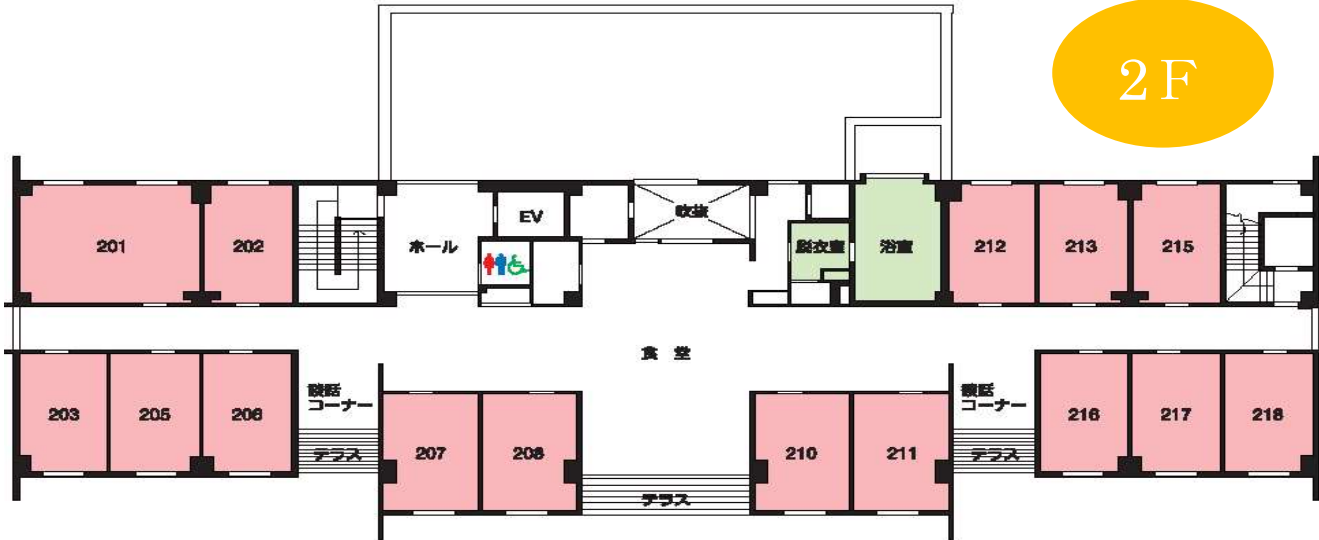 2F
201
202
ホール
EV
吹抜
脱衣室
浴室
212
213
215
食堂
203
205
206
談話
コーナー
テラス
207
208
テラス
210
211
談話
コーナー
テラス
216
217
218